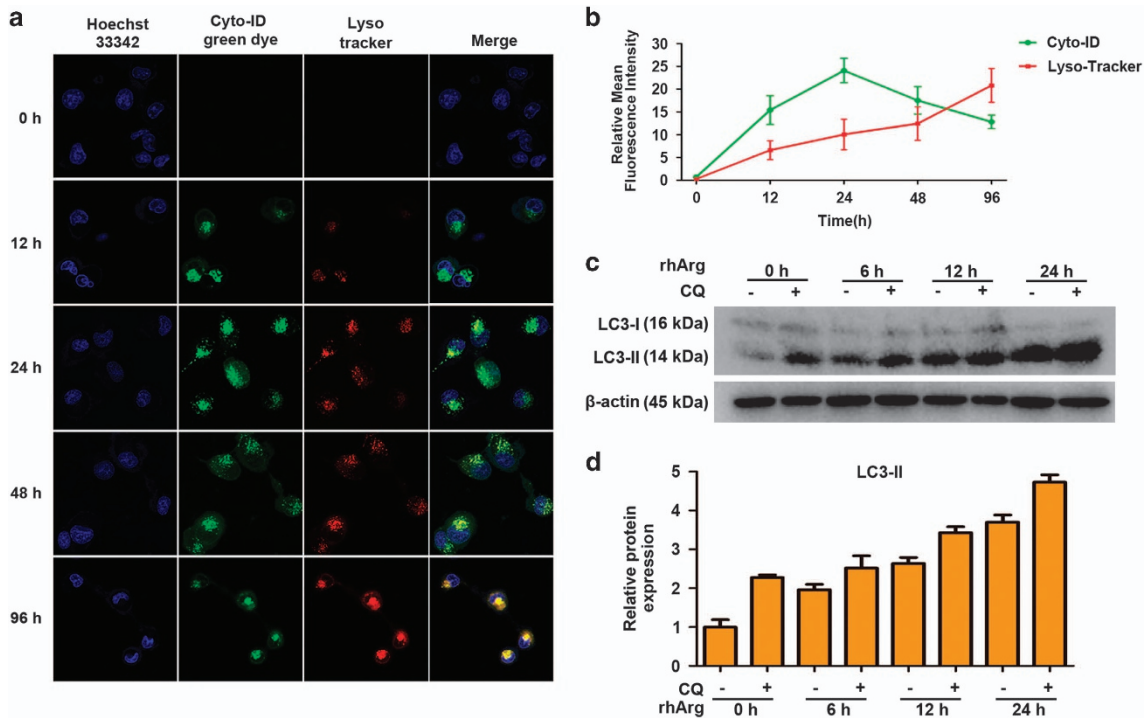 a
Hoechst 33342
Cyto-ID green dye
Lyso tracker
Merge
0 h
12 h
24 h
48 h
96 h
b
Relative Mean Fluorescence Intensity
30
25
20
15
10
5
0
0 12 24 48 96
Time(h)
Cyto-ID
Lyso-Tracker
c
rhArg 0 h 6 h 12 h 24 h
CQ - + - + - + - +
LC3-I (16 kDa)
LC3-II (14 kDa)
β-actin (45 kDa)
d
LC3-II
Relative protein expression
5
4
3
2
1
0
CQ - + - + - + - +
rhArg 0 h 6 h 12 h 24 h